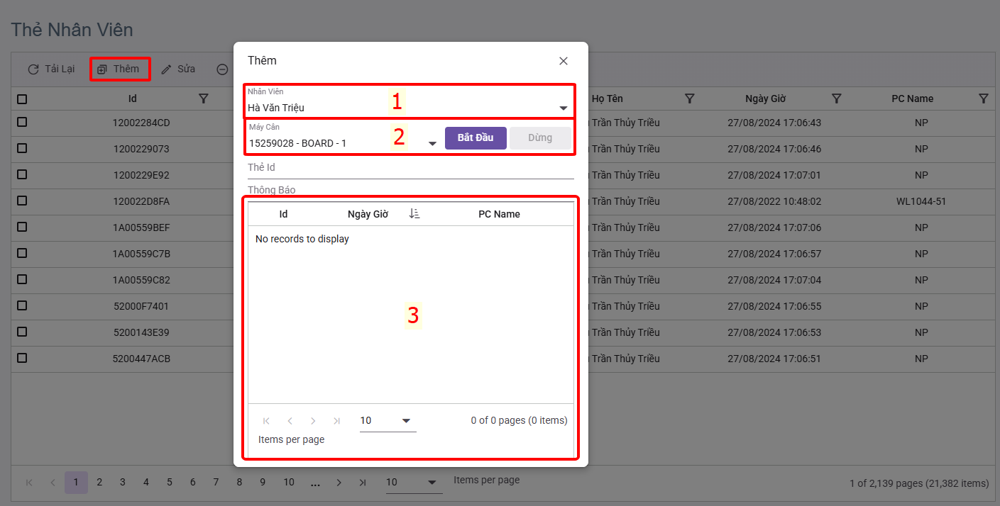 Thẻ Nhân Viên
Tải Lại Thêm Sửa
Id Họ Tên Ngày Giờ PC Name
12002284CD Trần Thủy Triều 27/08/2024 17:06:43 NP
1200229073 Trần Thủy Triều 27/08/2024 17:06:46 NP
1200229E92 Trần Thủy Triều 27/08/2024 17:07:01 NP
120022D8FA Trần Thủy Triều 27/08/2022 10:48:02 WL1044-51
1A00559BEF Trần Thủy Triều 27/08/2024 17:07:06 NP
1A00559C7B Trần Thủy Triều 27/08/2024 17:06:57 NP
1A00559C82 Trần Thủy Triều 27/08/2024 17:07:04 NP
52000F7401 Trần Thủy Triều 27/08/2024 17:06:55 NP
5200143E39 Trần Thủy Triều 27/08/2024 17:06:53 NP
5200447ACB Trần Thủy Triều 27/08/2024 17:06:51 NP
1 2 3 4 5 6 7 8 9 10 ... 10 Items per page 1 of 2,139 pages (21,382 items)
Thêm
Nhân Viên
Hà Văn Triệu 1
Máy Cân
15259028 - BOARD - 1 2 Bắt Đầu Dừng
Thẻ Id
Thông Báo
Id Ngày Giờ PC Name
No records to display
3
10 0 of 0 pages (0 items)
Items per page